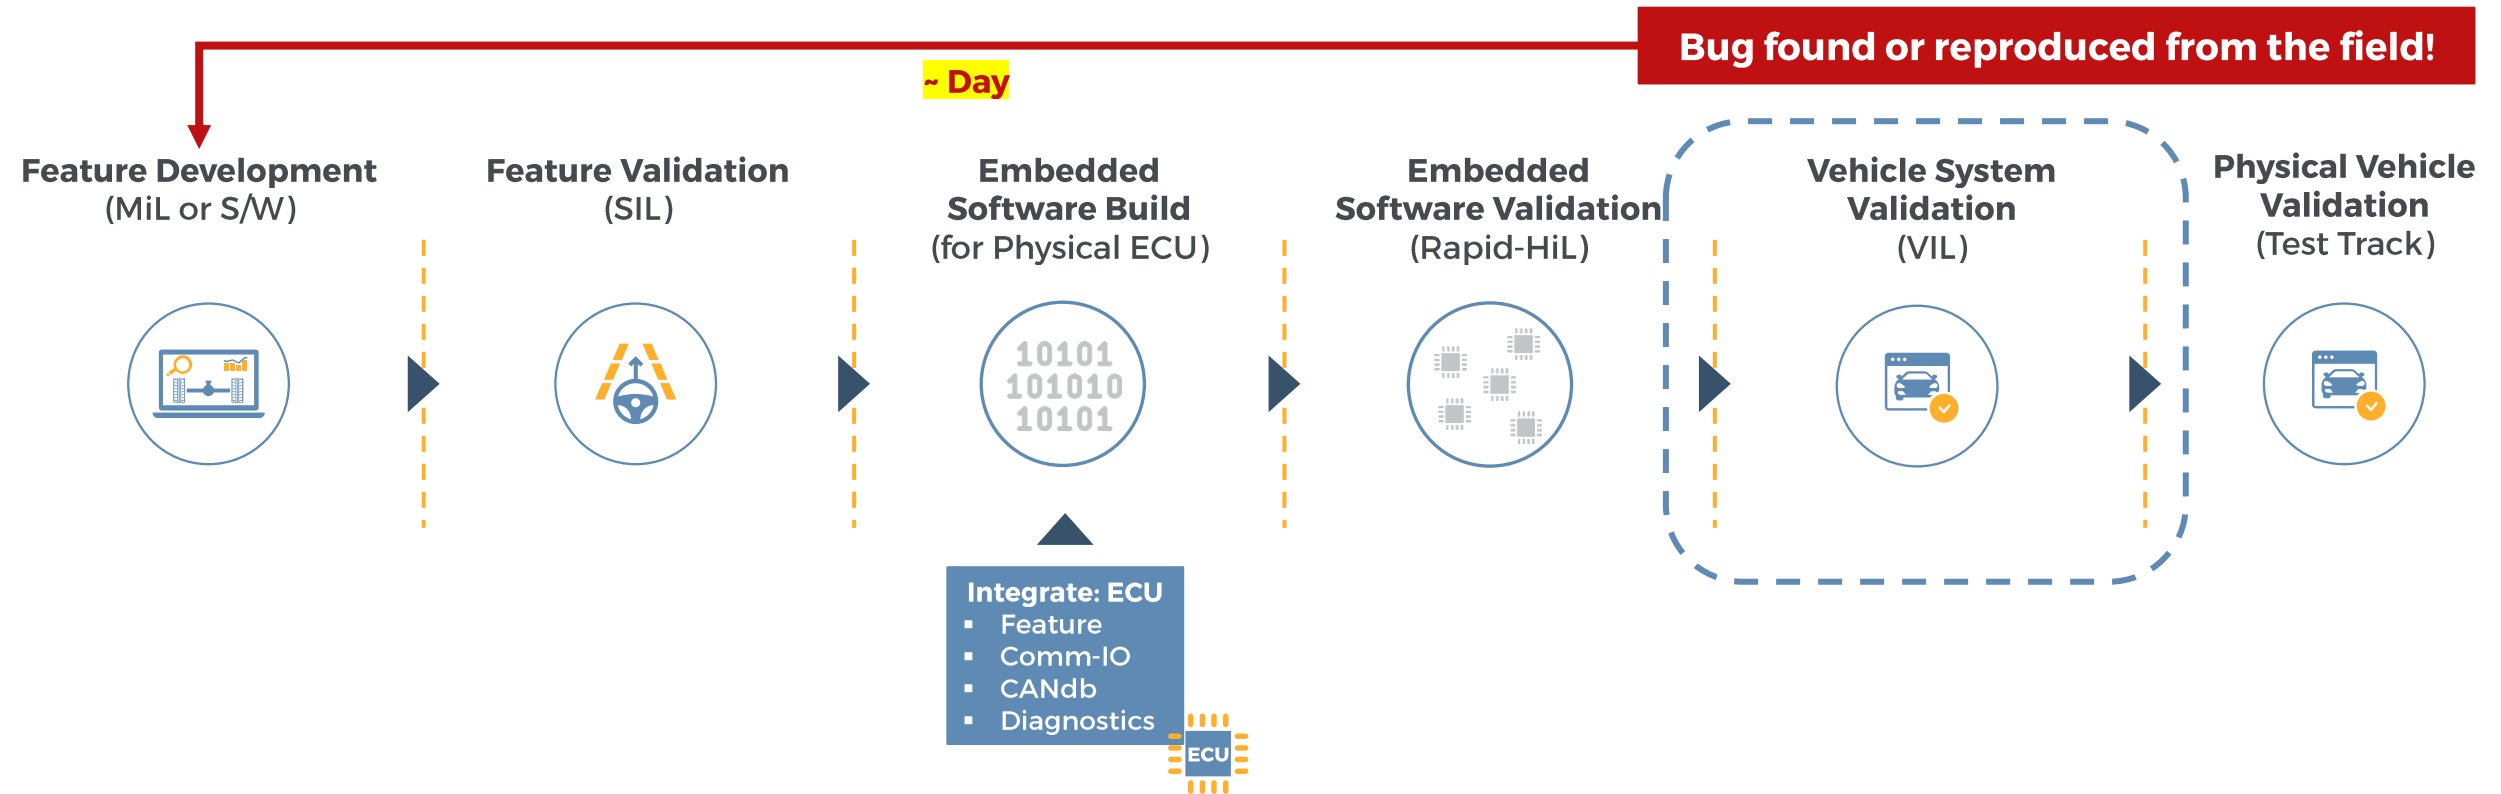 Bug found or reproduced from the field!
~ Day
Feature Development
(MiL or S/W)
Feature Validation
(SIL)
Embedded
Software Build
(for Physical ECU)
Embedded
Software Validation
(Rapid-HIL)
Vehicle System
Validation
(VIL)
Physical Vehicle
Validation
(Test Track)
10101
01010
10101
Integrate: ECU
Feature
Comm-IO
CANdb
Diagnostics
ECU